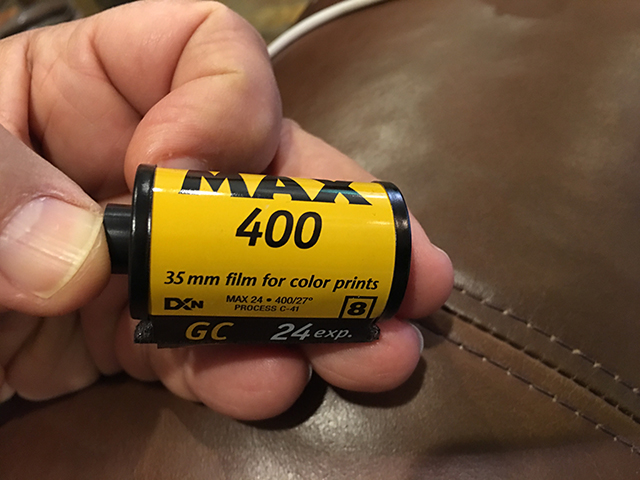 MAX
400
35 mm film for color prints
DXN MAX 24 • 400/27°
PROCESS C-41
8
GC 24 exp.